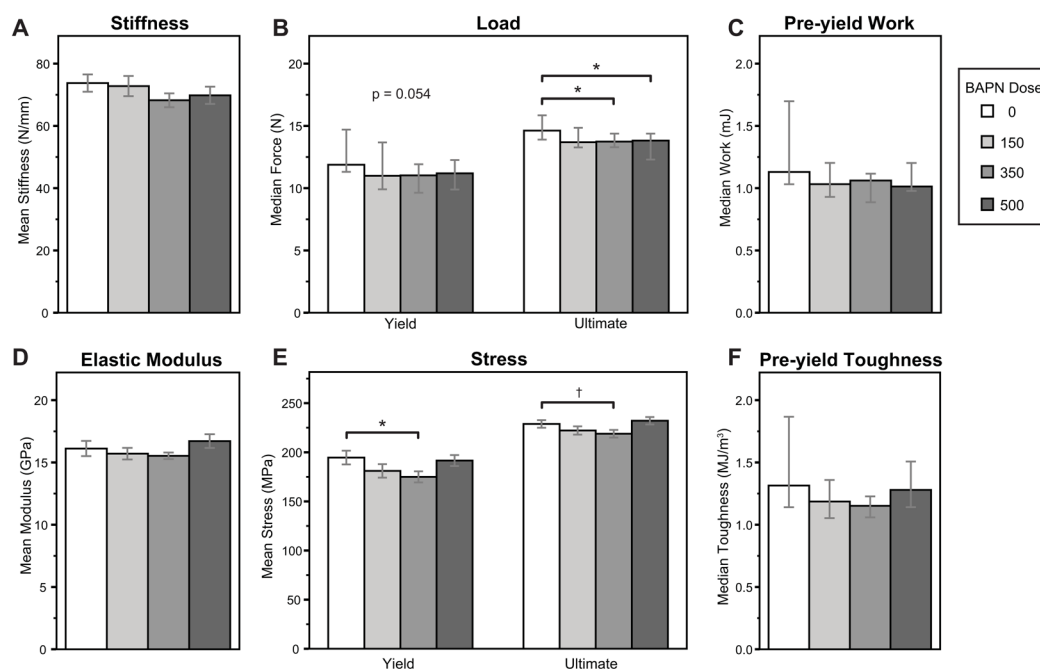 A Stiffness
Mean Stiffness (N/mm)
80
60
40
20
0
B Load
Median Force (N)
20
15
10
5
0
p = 0.054
*
*
Yield Ultimate
C Pre-yield Work
Median Work (mJ)
2.0
1.5
1.0
0.5
0.0
BAPN Dose
0
150
350
500
D Elastic Modulus
Mean Modulus (GPa)
20
15
10
5
0
E Stress
Mean Stress (MPa)
250
200
150
100
50
0
*
†
Yield Ultimate
F Pre-yield Toughness
Median Toughness (MJ/m³)
2.0
1.5
1.0
0.5
0.0